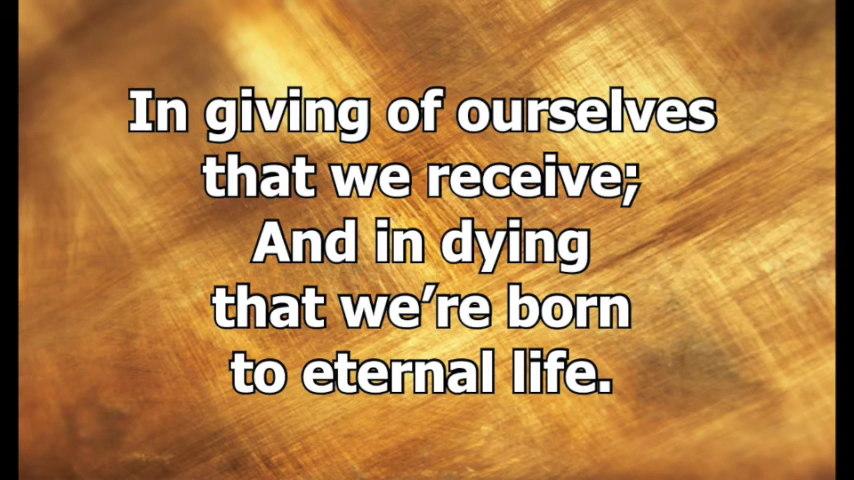 In giving of ourselves
that we receive;
And in dying
that we’re born
to eternal life.